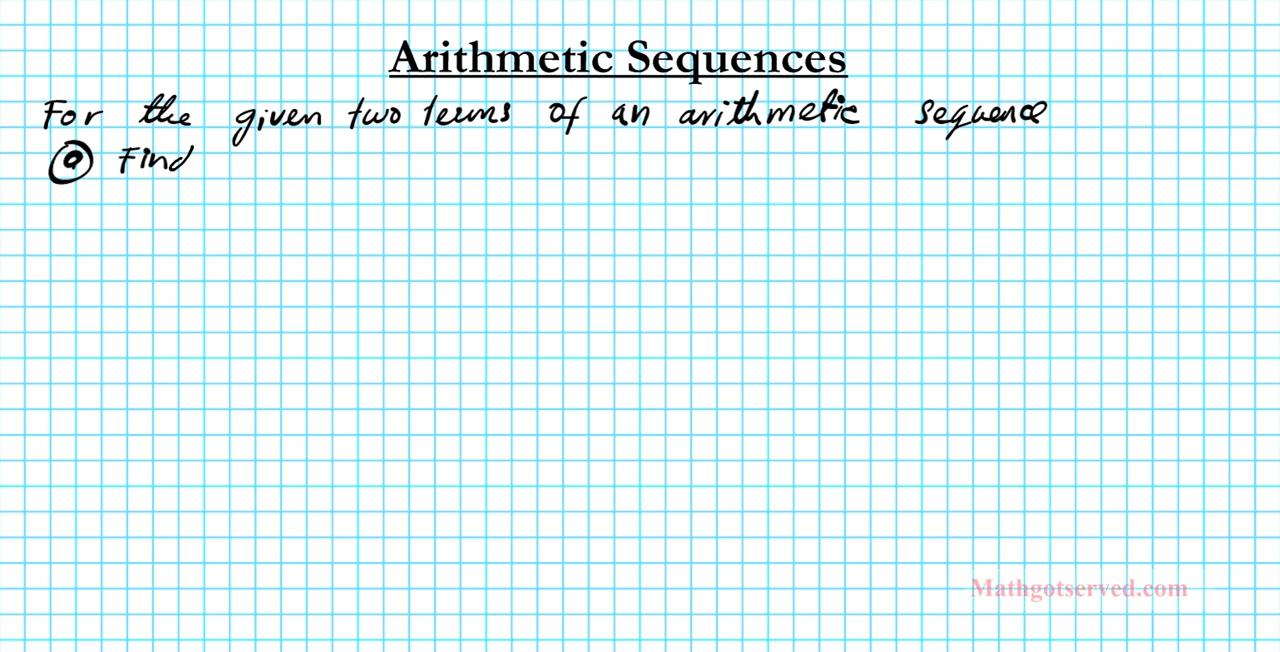 Arithmetic Sequences
For the given two terms of an arithmetic sequence
ⓐ Find
Mathgotserved.com